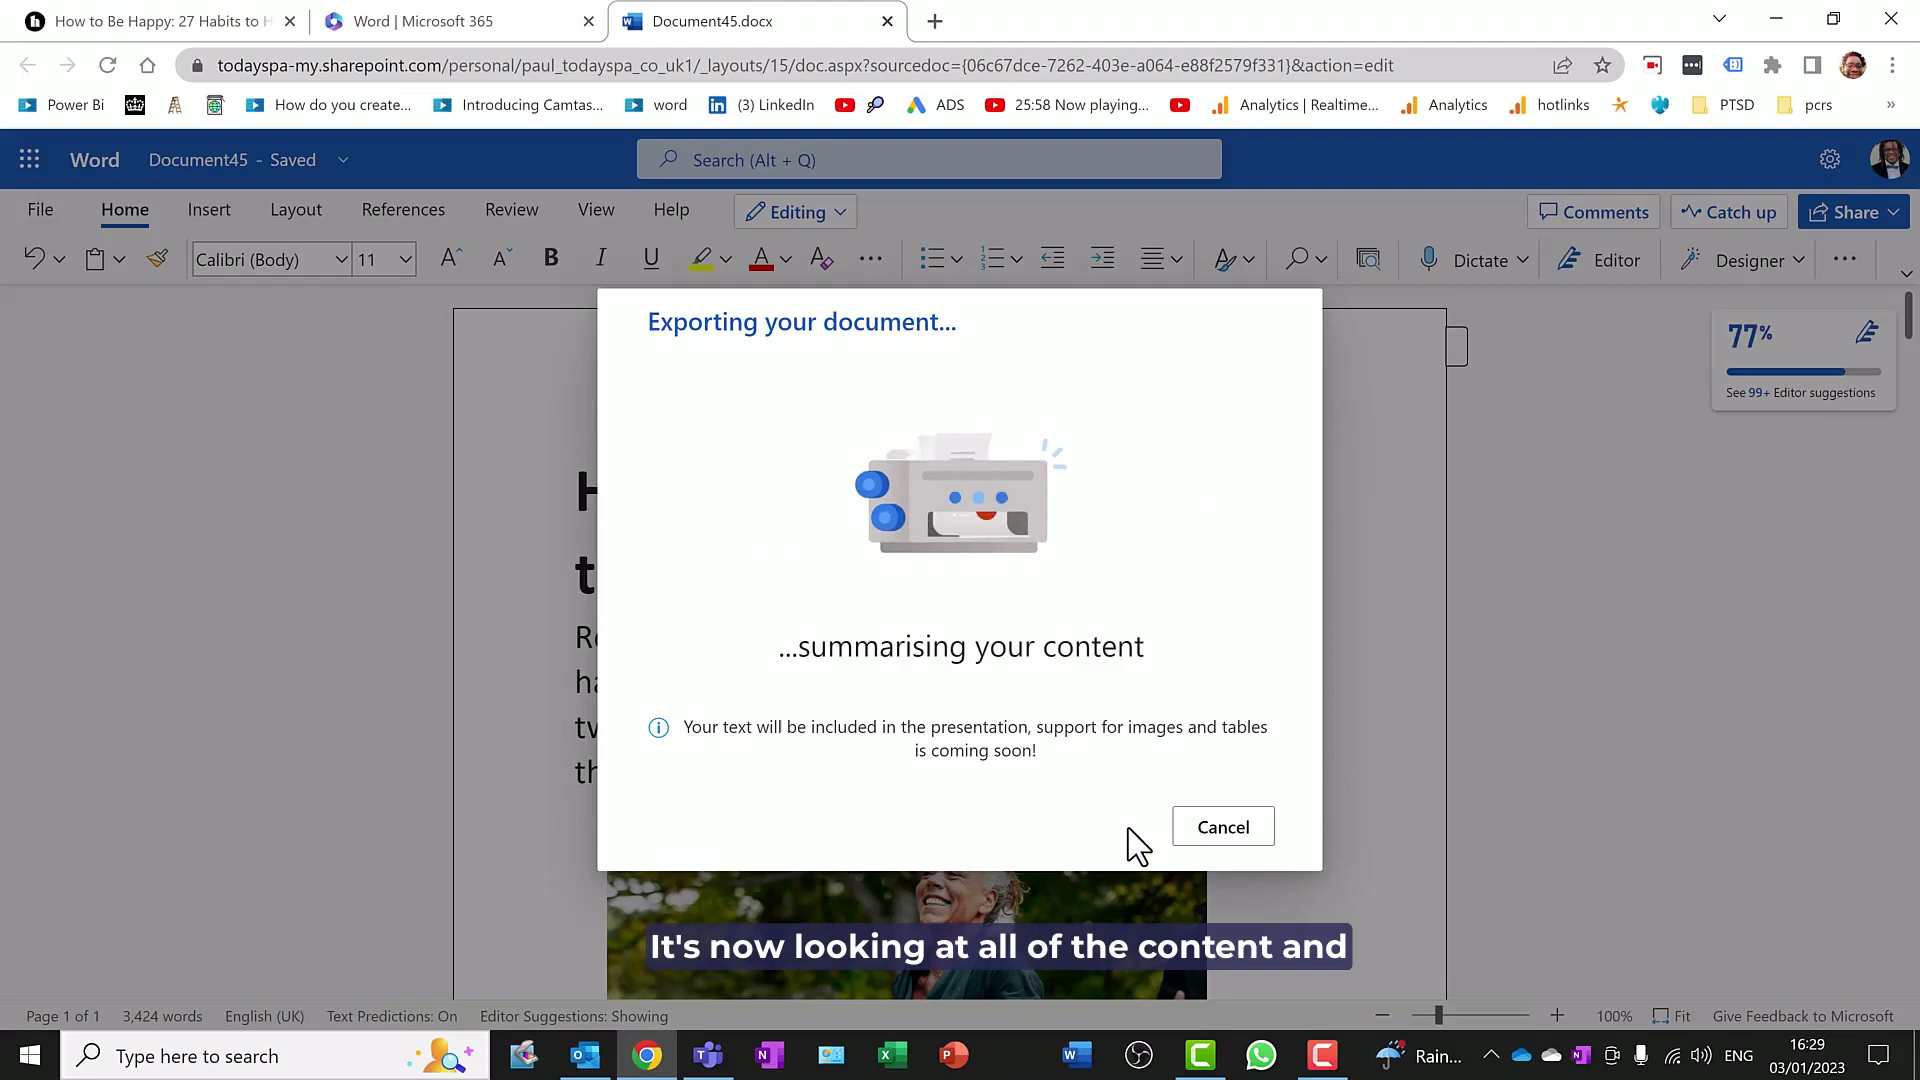 How to Be Happy: 27 Habits to H
Word | Microsoft 365
Document45.docx
todayspa-my.sharepoint.com/personal/paul_todayspa_co_uk1/_layouts/15/doc.aspx?sourcedoc={06c67dce-7262-403e-a064-e88f2579f331}&action=edit
Power Bi
How do you create...
Introducing Camtas...
word
(3) LinkedIn
ADS
25:58 Now playing...
Analytics | Realtime...
Analytics
hotlinks
PTSD
pcrs
»
Word
Document45 - Saved
Search (Alt + Q)
File
Home
Insert
Layout
References
Review
View
Help
Editing
Comments
Catch up
Share
Calibri (Body)
11
Dictate
Editor
Designer
Exporting your document...
77%
See 99+ Editor suggestions
...summarising your content
Your text will be included in the presentation, support for images and tables
is coming soon!
Cancel
It's now looking at all of the content and
Page 1 of 1
3,424 words
English (UK)
Text Predictions: On
Editor Suggestions: Showing
100%
Fit
Give Feedback to Microsoft
Type here to search
Rain...
ENG
16:29
03/01/2023